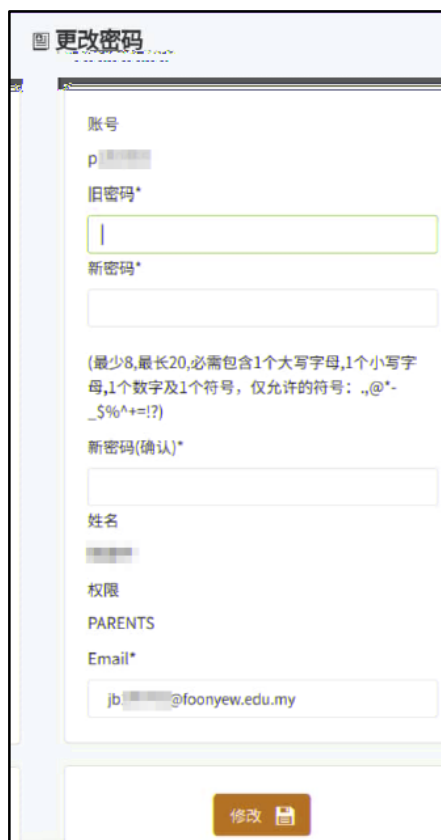 更改密码
账号
p
旧密码*
新密码*
(最少8,最长20,必需包含1个大写字母,1个小写字
母,1个数字及1个符号，仅允许的符号：.,@*-
_$%^+=!?)
新密码(确认)*
姓名
权限
PARENTS
Email*
jb. @foonyew.edu.my
修改